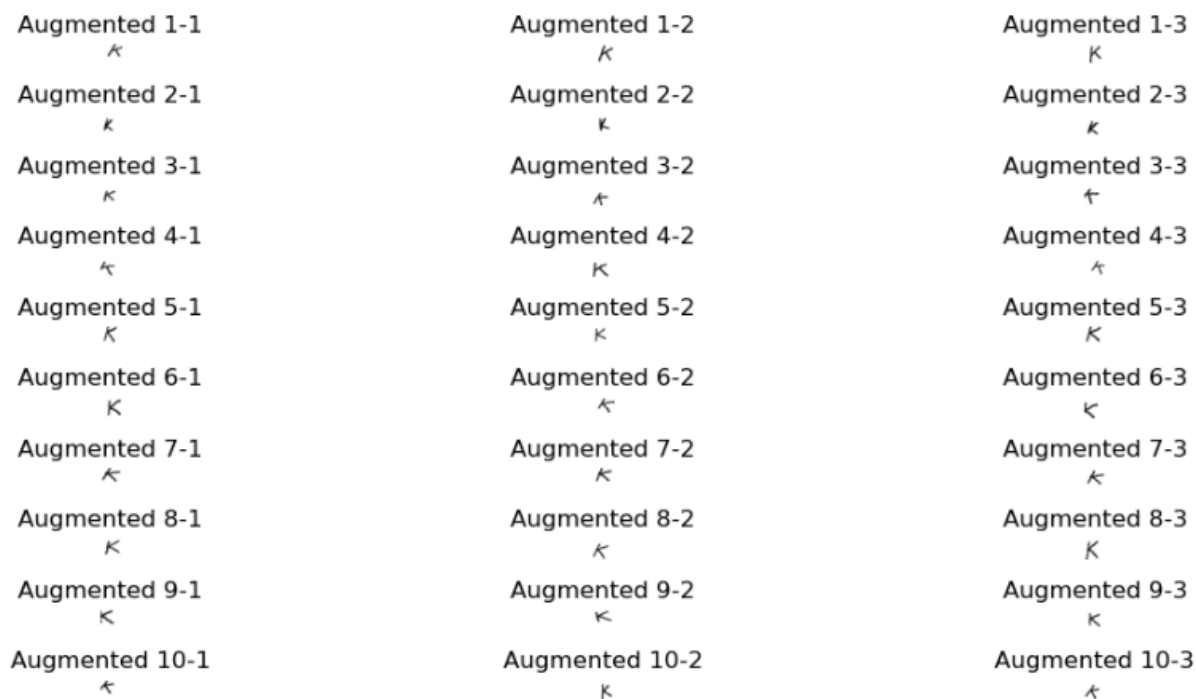 Augmented 1-1 Augmented 1-2 Augmented 1-3
K K K
Augmented 2-1 Augmented 2-2 Augmented 2-3
K K K
Augmented 3-1 Augmented 3-2 Augmented 3-3
K K K
Augmented 4-1 Augmented 4-2 Augmented 4-3
K K K
Augmented 5-1 Augmented 5-2 Augmented 5-3
K K K
Augmented 6-1 Augmented 6-2 Augmented 6-3
K K K
Augmented 7-1 Augmented 7-2 Augmented 7-3
K K K
Augmented 8-1 Augmented 8-2 Augmented 8-3
K K K
Augmented 9-1 Augmented 9-2 Augmented 9-3
K K K
Augmented 10-1 Augmented 10-2 Augmented 10-3
K K K